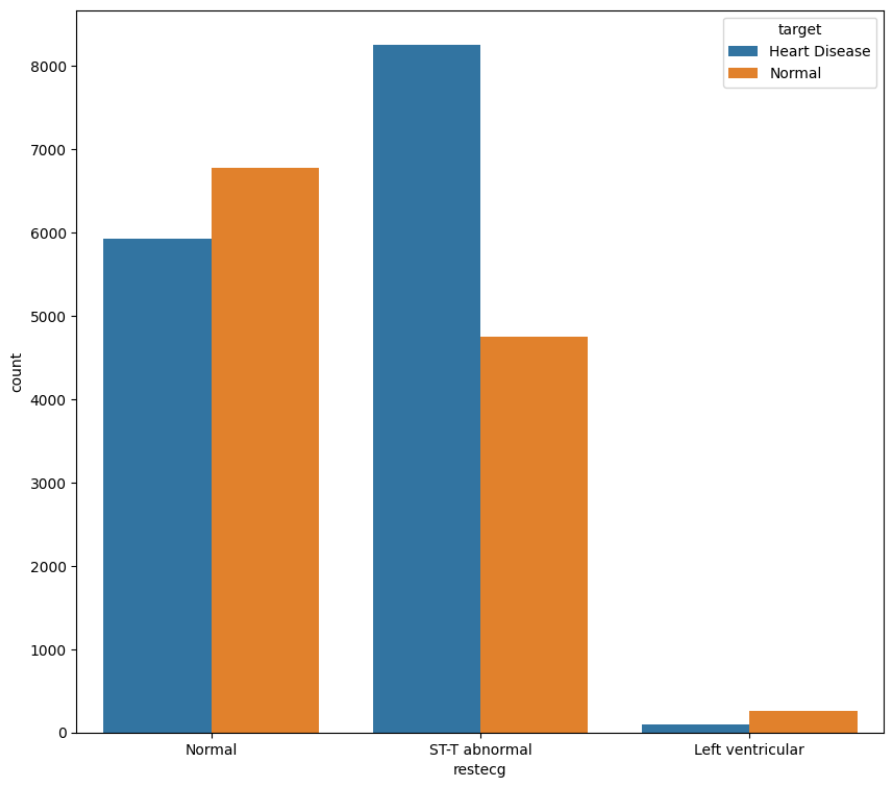 target
Heart Disease
Normal
count
8000
7000
6000
5000
4000
3000
2000
1000
0
Normal ST-T abnormal Left ventricular
restecg